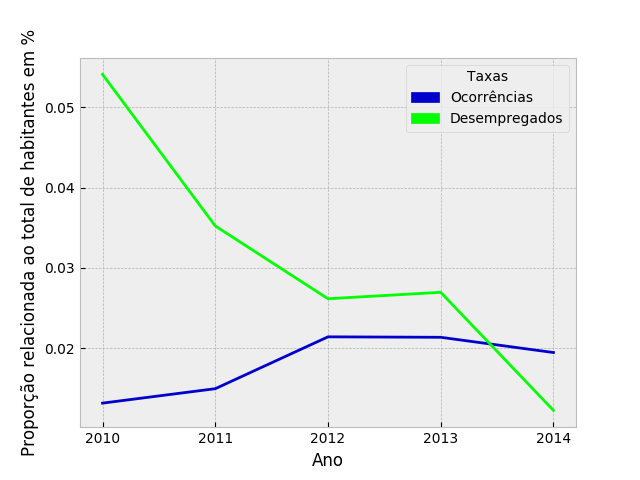 Proporção relacionada ao total de habitantes em %
0.05
0.04
0.03
0.02
Taxas
Ocorrências
Desempregados
2010 2011 2012 2013 2014
Ano